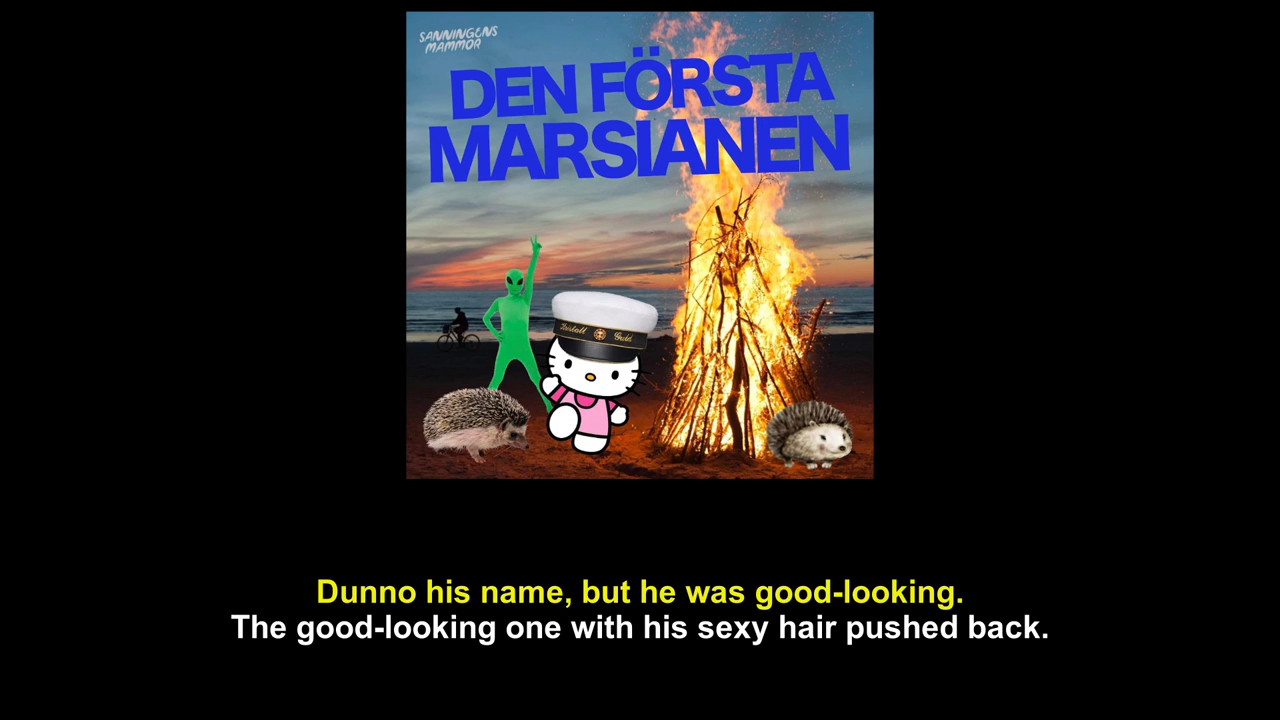 SANNINGENS
MAMMOR
DEN FÖRSTA
MARSIANEN
Guld
Dunno his name, but he was good-looking.
The good-looking one with his sexy hair pushed back.